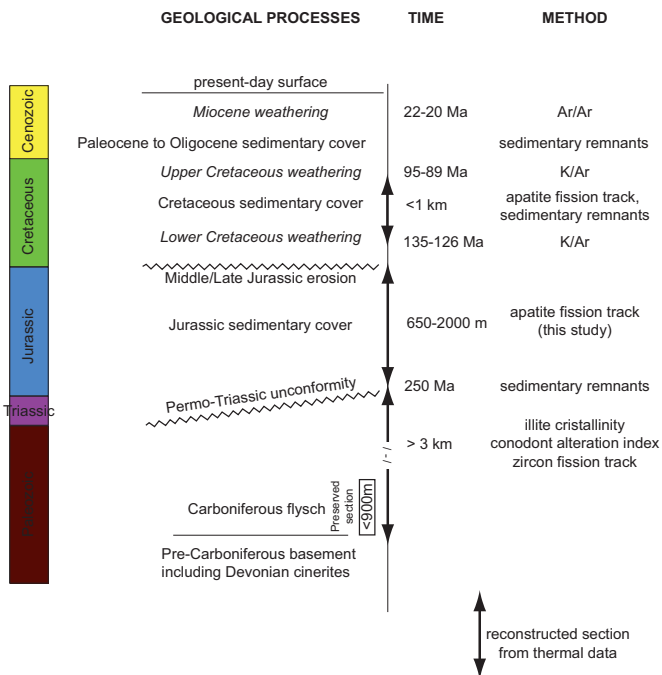 GEOLOGICAL PROCESSES TIME METHOD
present-day surface
Cenozoic
Miocene weathering 22-20 Ma Ar/Ar
Paleocene to Oligocene sedimentary cover sedimentary remnants
Cretaceous
Upper Cretaceous weathering 95-89 Ma K/Ar
Cretaceous sedimentary cover <1 km apatite fission track,
sedimentary remnants
Lower Cretaceous weathering 135-126 Ma K/Ar
Middle/Late Jurassic erosion
Jurassic
Jurassic sedimentary cover 650-2000 m apatite fission track
(this study)
Permo-Triassic unconformity 250 Ma sedimentary remnants
Triassic
> 3 km illite cristallinity
conodont alteration index
zircon fission track
/ - /
Carboniferous flysch
Preserved
section
<900m
Pre-Carboniferous basement
including Devonian cinerites
reconstructed section
from thermal data